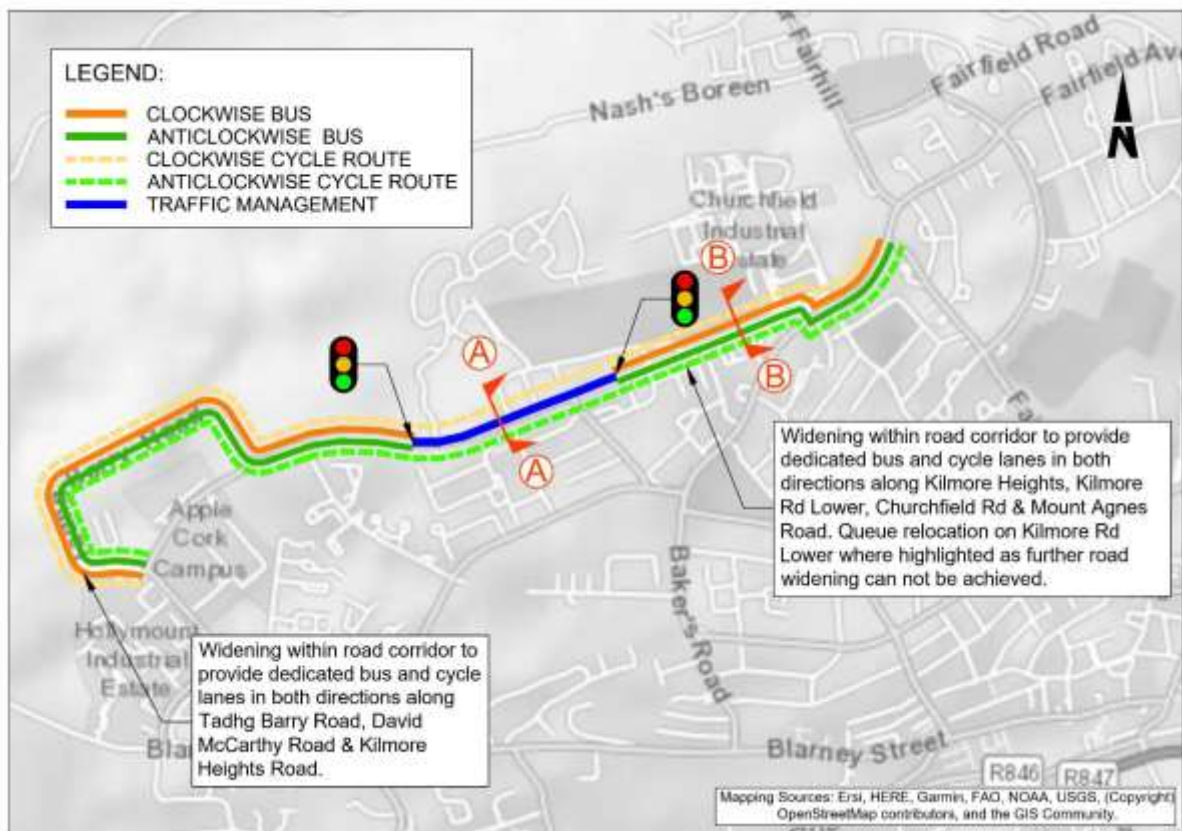 LEGEND:
CLOCKWISE BUS
ANTICLOCKWISE BUS
CLOCKWISE CYCLE ROUTE
ANTICLOCKWISE CYCLE ROUTE
TRAFFIC MANAGEMENT
Nash's Boreen
Fairhill
Fairfield Road
Fairfield Ave
N
Churchfield
Industrial
Estate
B
B
A
A
Apple
Cork
Campus
Hollymount
Industrial
Estate
Baker's Road
Widening within road corridor to provide
dedicated bus and cycle lanes in both
directions along Kilmore Heights, Kilmore
Rd Lower, Churchfield Rd & Mount Agnes
Road. Queue relocation on Kilmore Rd
Lower where highlighted as further road
widening can not be achieved.
Widening within road corridor to
provide dedicated bus and cycle
lanes in both directions along
Tadhg Barry Road, David
McCarthy Road & Kilmore
Heights Road.
Blarney Street
R846
R847
Mapping Sources: Ersi, HERE, Garmin, FAO, NOAA, USGS, (Copyright)
OpenStreetMap contributors, and the GIS Community.